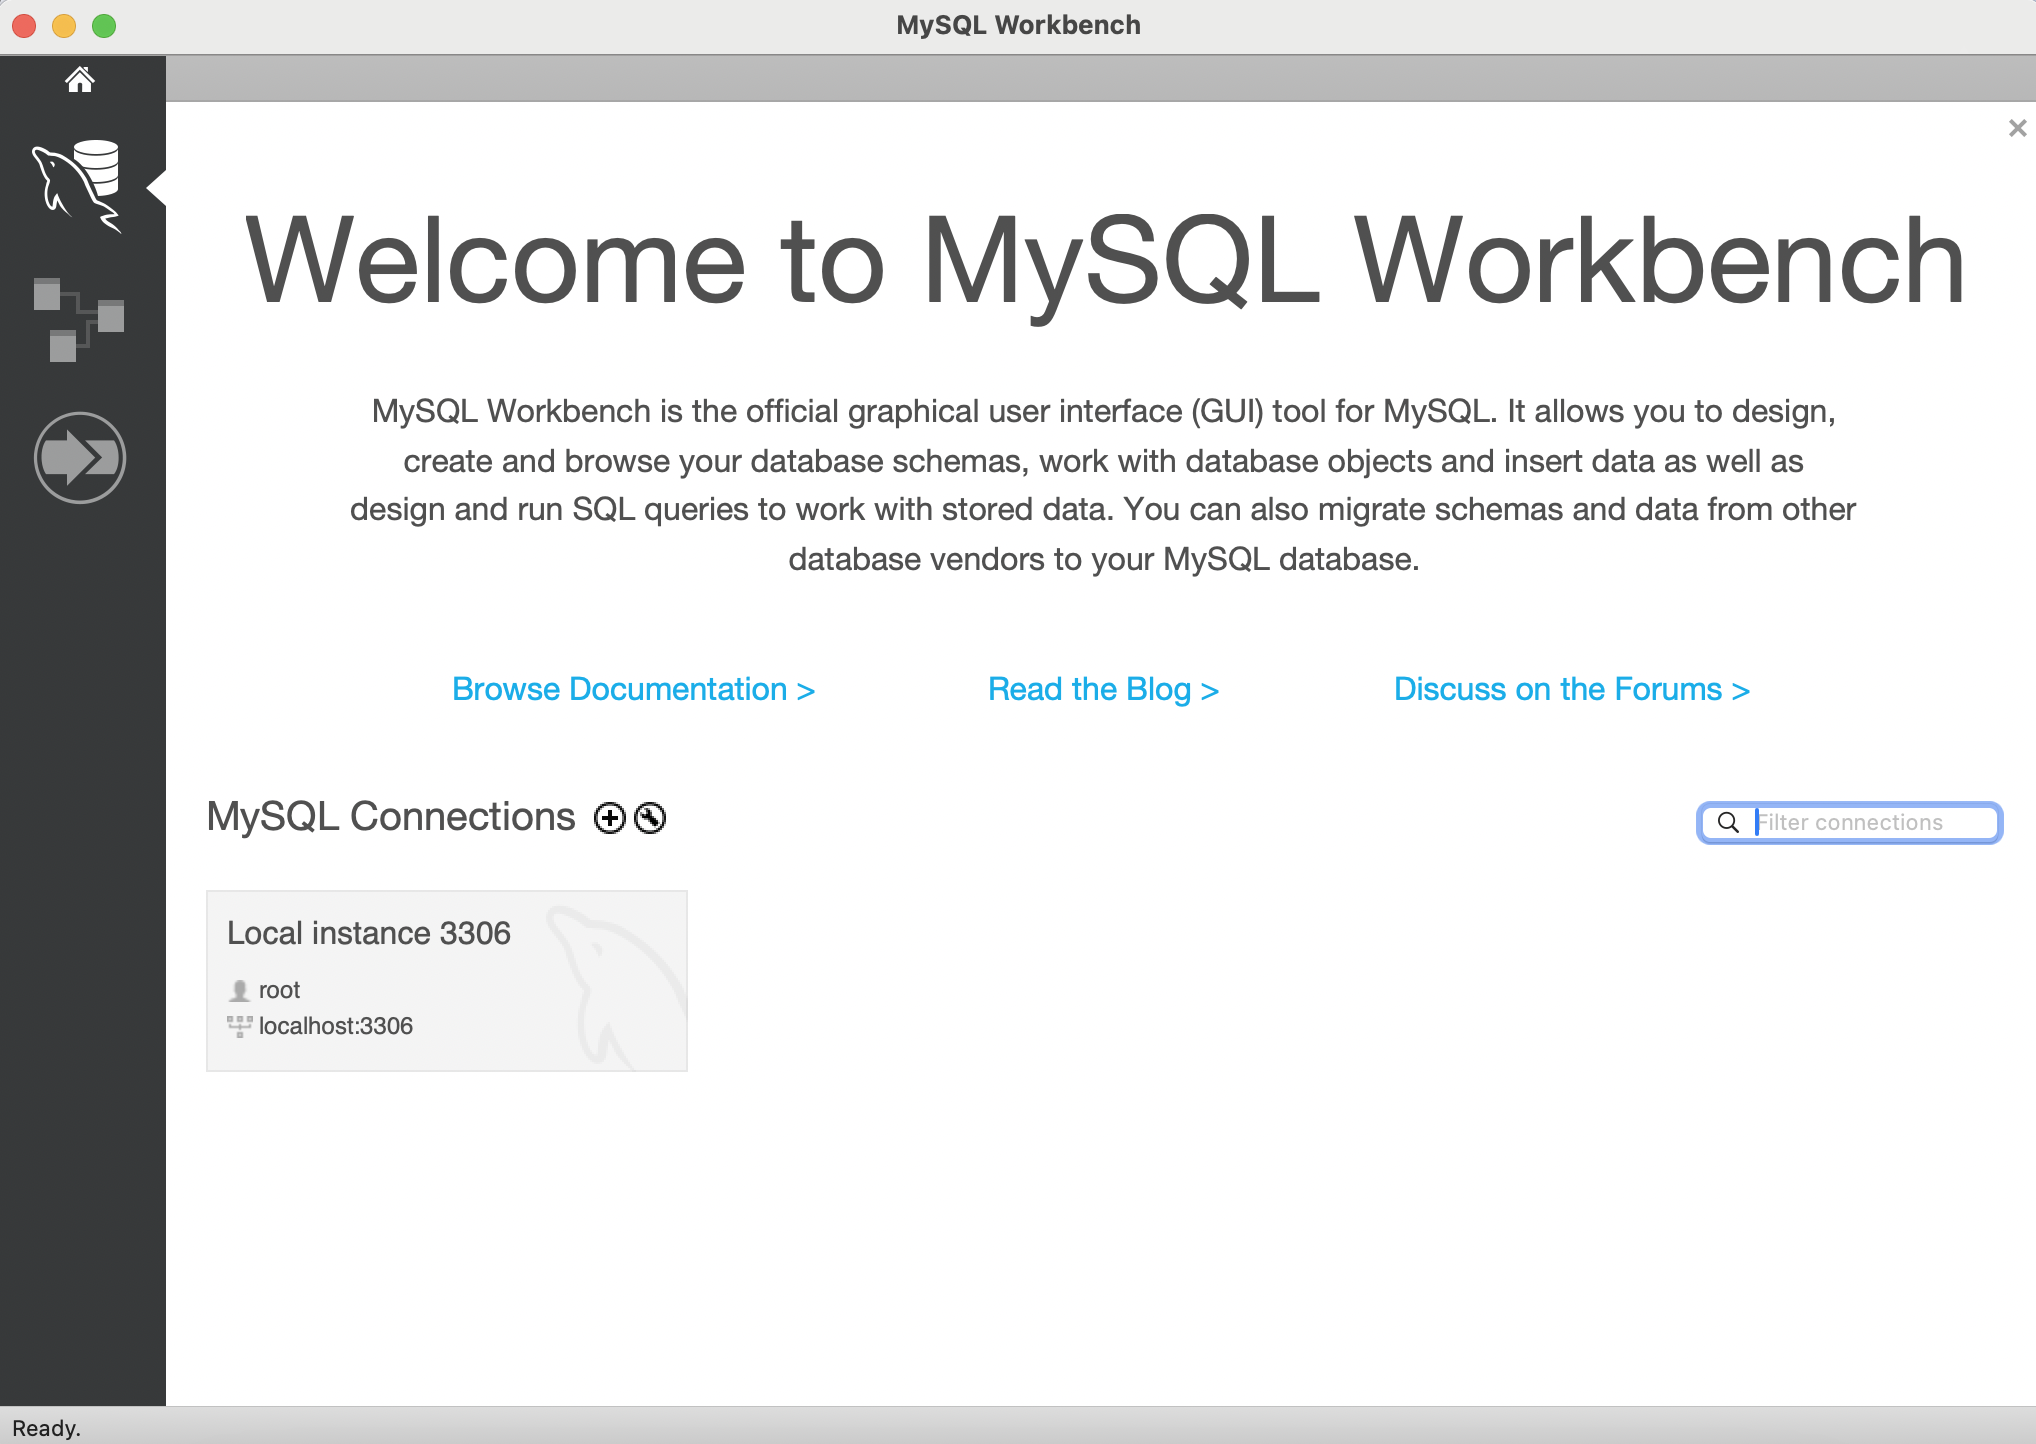 MySQL Workbench
Welcome to MySQL Workbench
MySQL Workbench is the official graphical user interface (GUI) tool for MySQL. It allows you to design,
create and browse your database schemas, work with database objects and insert data as well as
design and run SQL queries to work with stored data. You can also migrate schemas and data from other
database vendors to your MySQL database.
Browse Documentation > Read the Blog > Discuss on the Forums >
MySQL Connections Filter connections
Local instance 3306
root
localhost:3306
Ready.